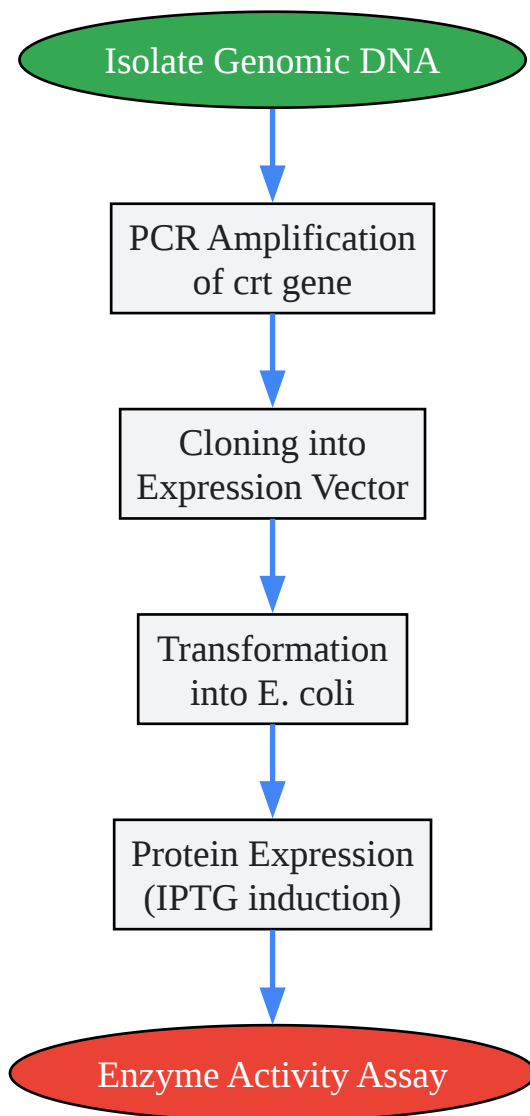 Isolate Genomic DNA
PCR Amplification
of crt gene
Cloning into
Expression Vector
Transformation
into E. coli
Protein Expression
(IPTG induction)
Enzyme Activity Assay